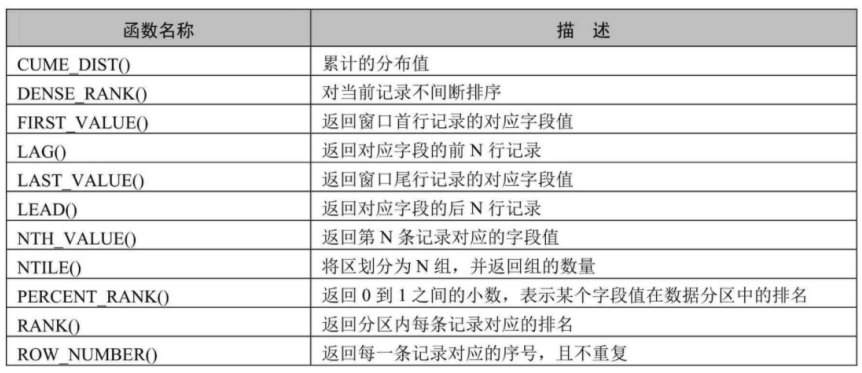 函数名称 描 述
CUME_DIST() 累计的分布值
DENSE_RANK() 对当前记录不间断排序
FIRST_VALUE() 返回窗口首行记录的对应字段值
LAG() 返回对应字段的前 N 行记录
LAST_VALUE() 返回窗口尾行记录的对应字段值
LEAD() 返回对应字段的后 N 行记录
NTH_VALUE() 返回第 N 条记录对应的字段值
NTILE() 将区划分为 N 组，并返回组的数量
PERCENT_RANK() 返回 0 到 1 之间的小数，表示某个字段值在数据分区中的排名
RANK() 返回分区内每条记录对应的排名
ROW_NUMBER() 返回每一条记录对应的序号，且不重复